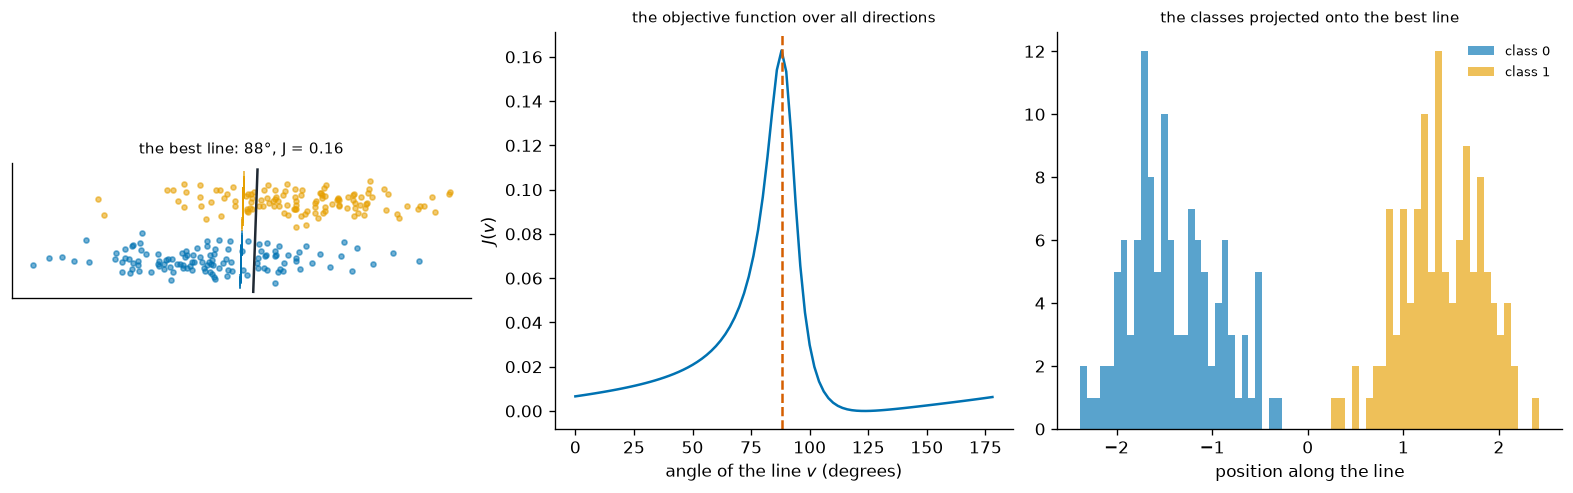 the best line: 88°, J = 0.16
the objective function over all directions
J(v)
0.16
0.14
0.12
0.10
0.08
0.06
0.04
0.02
0.00
0 25 50 75 100 125 150 175
angle of the line v (degrees)
the classes projected onto the best line
class 0
class 1
12
10
8
6
4
2
0
−2 −1 0 1 2
position along the line